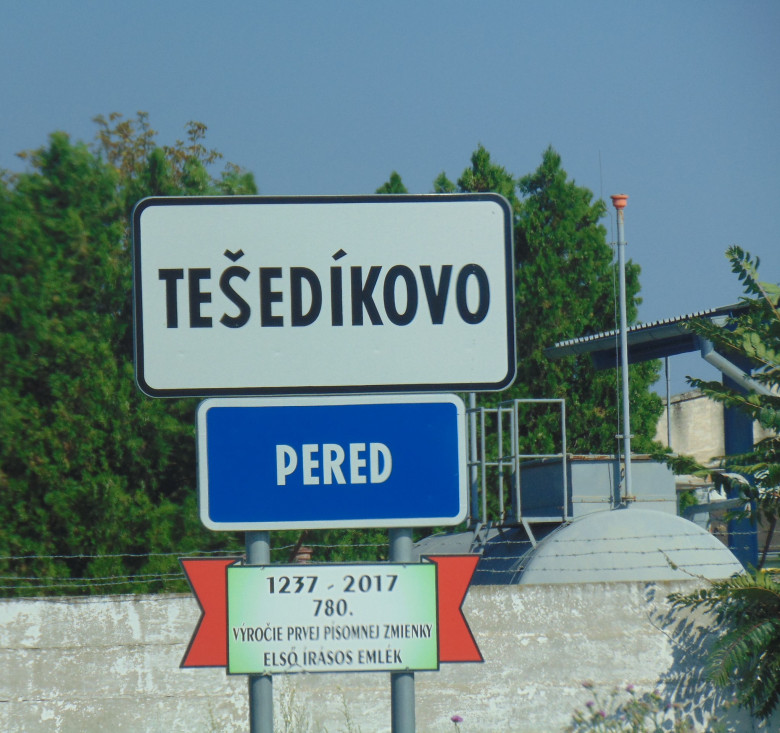 TEŠEDÍKOVO
PERED
1237 - 2017
780.
VÝROČIE PRVEJ PÍSOMNEJ ZMIENKY
ELSŐ ÍRÁSOS EMLÉK